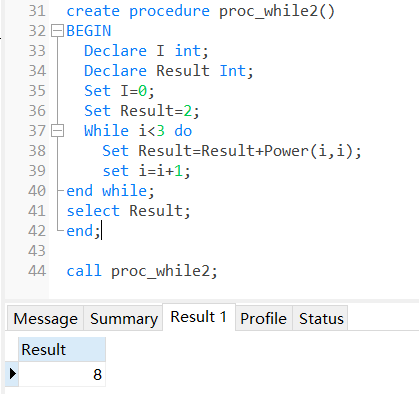 31 create procedure proc_while2()
32 BEGIN
33 Declare I int;
34 Declare Result Int;
35 Set I=0;
36 Set Result=2;
37 While i<3 do
38 Set Result=Result+Power(i,i);
39 set i=i+1;
40 end while;
41 select Result;
42 end;
43
44 call proc_while2;
Message Summary Result 1 Profile Status
Result
8